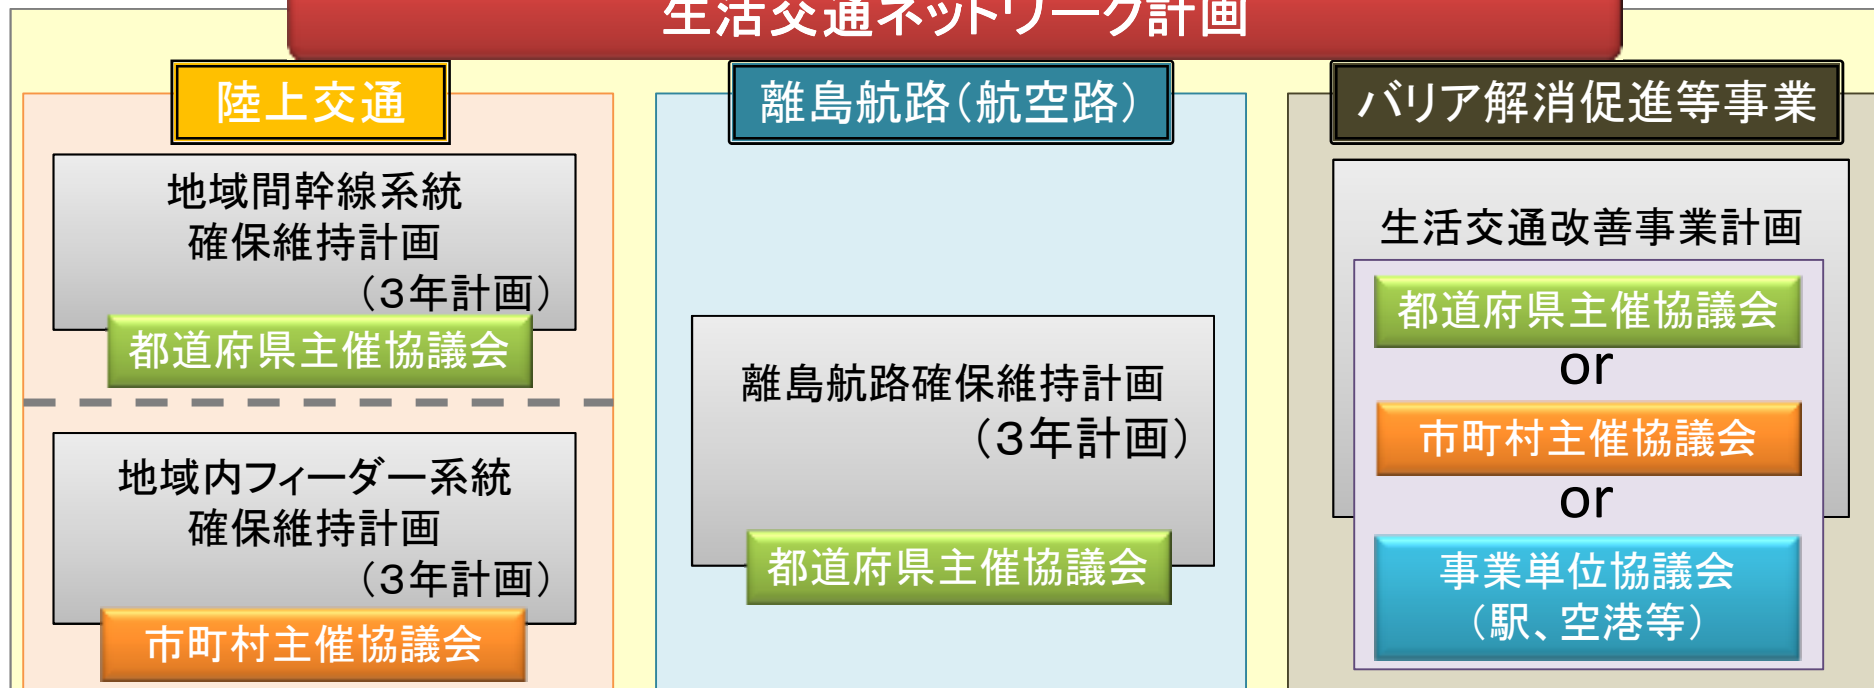 生活交通ネットワーク計画
陸上交通
地域間幹線系統
確保維持計画
（３年計画）
都道府県主催協議会
地域内フィーダー系統
確保維持計画
（３年計画）
市町村主催協議会
離島航路（航空路）
離島航路確保維持計画
（３年計画）
都道府県主催協議会
バリア解消促進等事業
生活交通改善事業計画
都道府県主催協議会
or
市町村主催協議会
or
事業単位協議会
（駅、空港等）